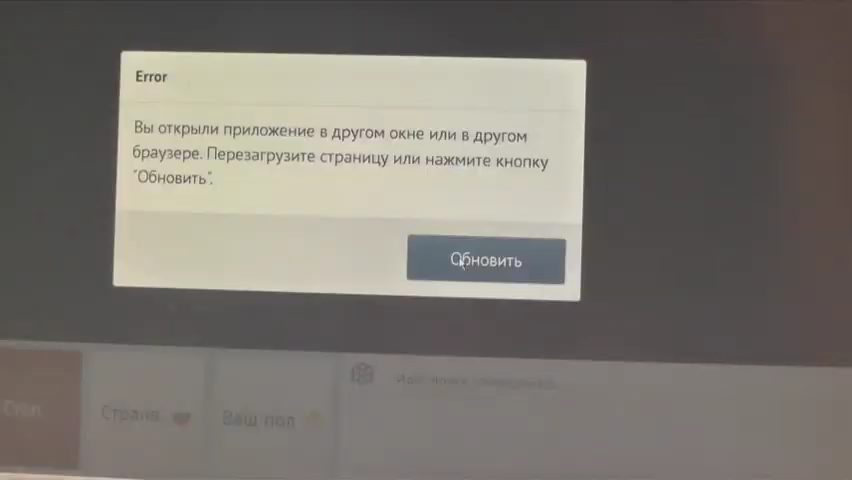 Error
Вы открыли приложение в другом окне или в другом
браузере. Перезагрузите страницу или нажмите кнопку
"Обновить".
Обновить
Стоп
Страна
Ваш пол